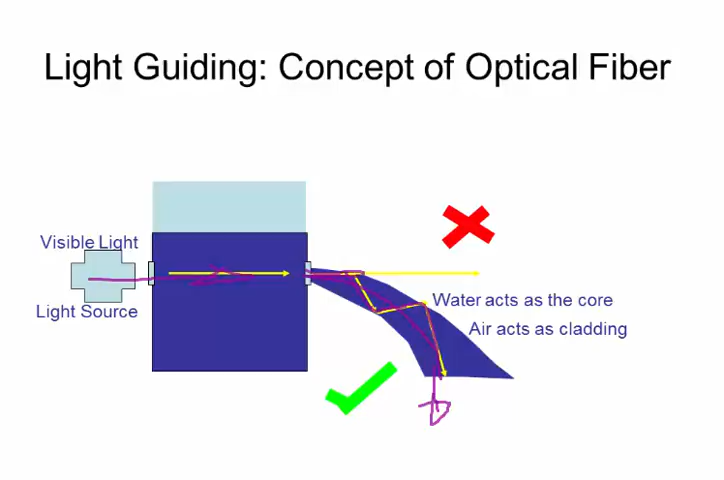 Light Guiding: Concept of Optical Fiber
Visible Light
Light Source
Water acts as the core
Air acts as cladding